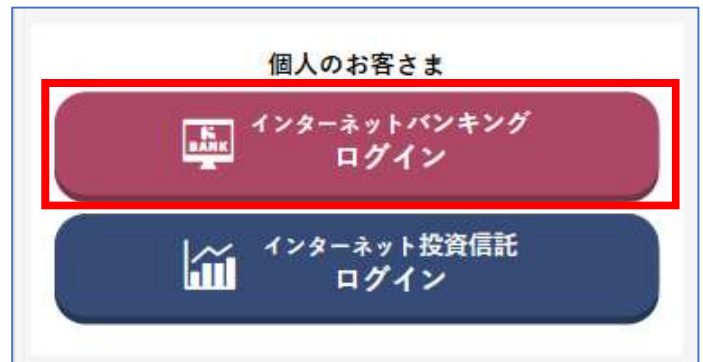 個人のお客さま
BANK
インターネットバンキング
ログイン
インターネット投資信託
ログイン